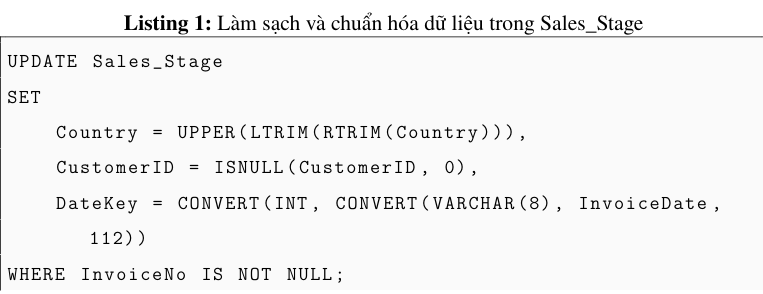 Listing 1: Làm sạch và chuẩn hóa dữ liệu trong Sales_Stage
UPDATE Sales_Stage
SET
Country = UPPER(LTRIM(RTRIM(Country))),
CustomerID = ISNULL(CustomerID, 0),
DateKey = CONVERT(INT, CONVERT(VARCHAR(8), InvoiceDate,
112))
WHERE InvoiceNo IS NOT NULL;